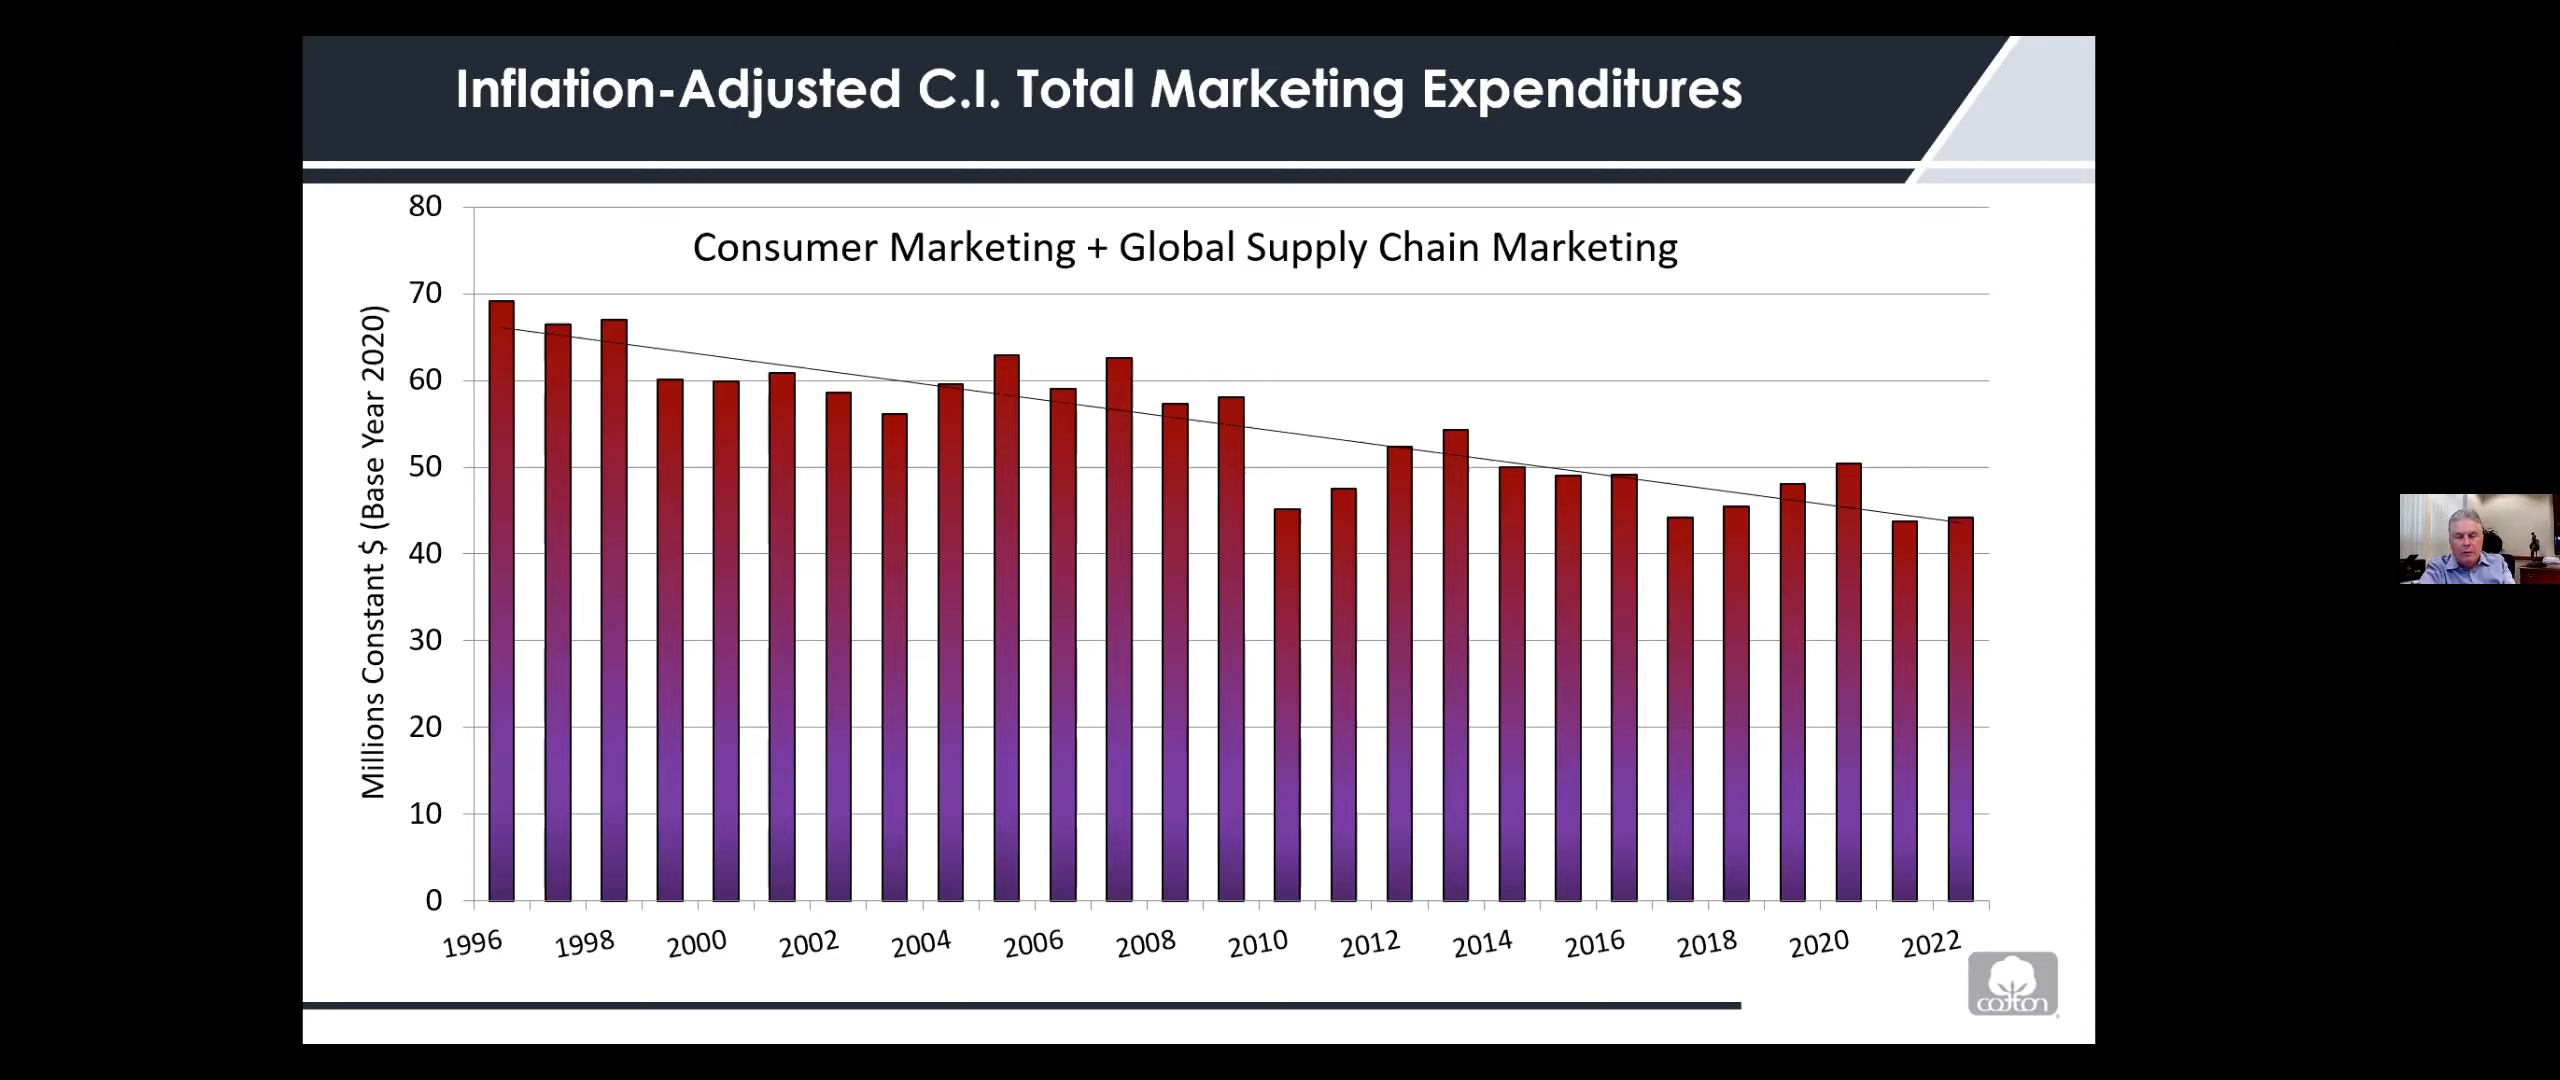 Inflation-Adjusted C.I. Total Marketing Expenditures
Consumer Marketing + Global Supply Chain Marketing
Millions Constant $ (Base Year 2020)
80
70
60
50
40
30
20
10
0
1996 1998 2000 2002 2004 2006 2008 2010 2012 2014 2016 2018 2020 2022
cotton